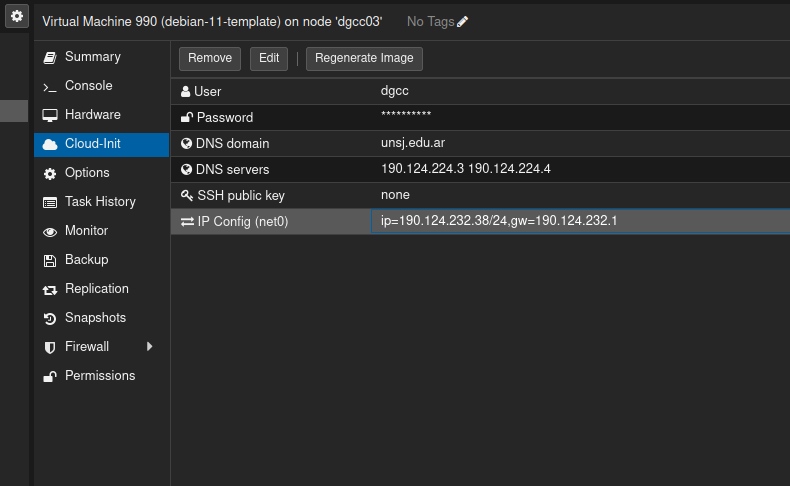 Virtual Machine 990 (debian-11-template) on node 'dgcc03' No Tags
Summary
Console
Hardware
Cloud-Init
Options
Task History
Monitor
Backup
Replication
Snapshots
Firewall
Permissions
Remove Edit Regenerate Image
User dgcc
Password **********
DNS domain unsj.edu.ar
DNS servers 190.124.224.3 190.124.224.4
SSH public key none
IP Config (net0) ip=190.124.232.38/24,gw=190.124.232.1